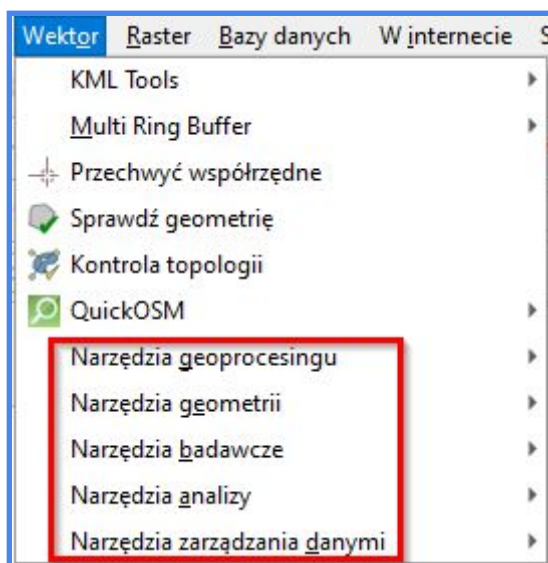 Wektor Raster Bazy danych W internecie S
KML Tools
Multi Ring Buffer
Przechwyć współrzędne
Sprawdź geometrię
Kontrola topologii
QuickOSM
Narzędzia geoprocesingu
Narzędzia geometrii
Narzędzia badawcze
Narzędzia analizy
Narzędzia zarządzania danymi